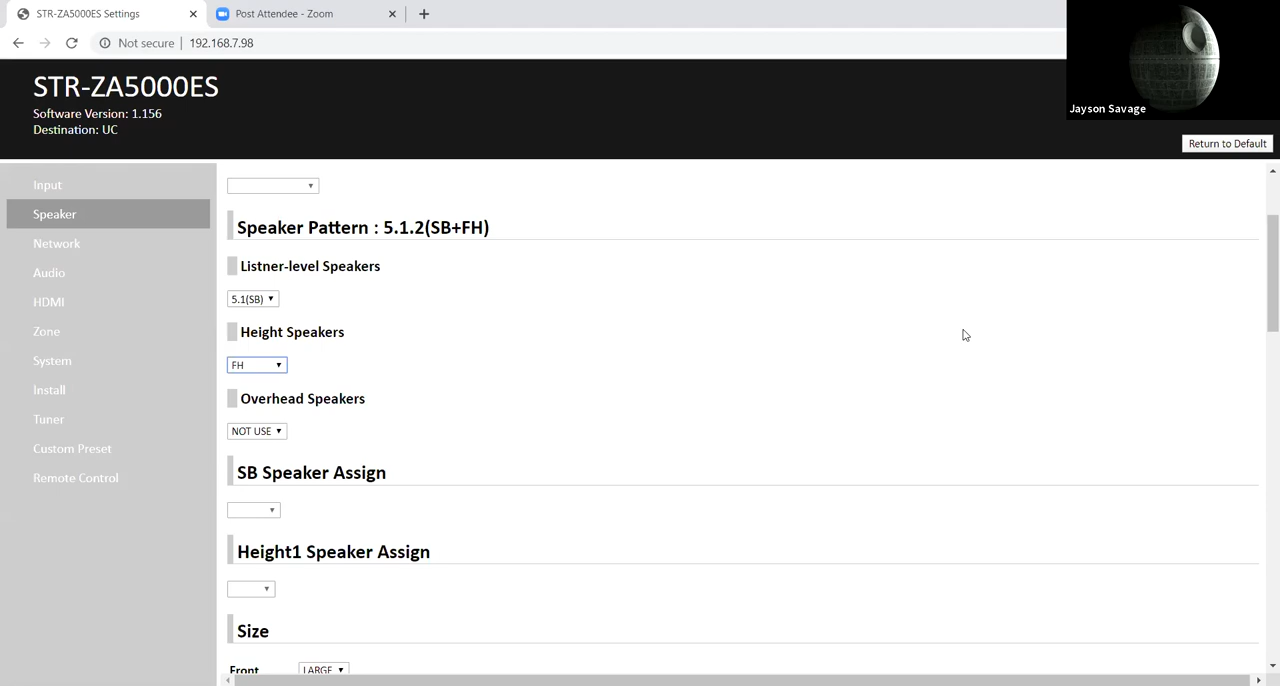 STR-ZA5000ES Settings
Post Attendee - Zoom
Not secure | 192.168.7.98
STR-ZA5000ES
Software Version: 1.156
Destination: UC
Jayson Savage
Return to Default
Input
Speaker
Network
Audio
HDMI
Zone
System
Install
Tuner
Custom Preset
Remote Control
Speaker Pattern : 5.1.2(SB+FH)
Listner-level Speakers
5.1(SB)
Height Speakers
FH
Overhead Speakers
NOT USE
SB Speaker Assign
Height1 Speaker Assign
Size
Front LARGE